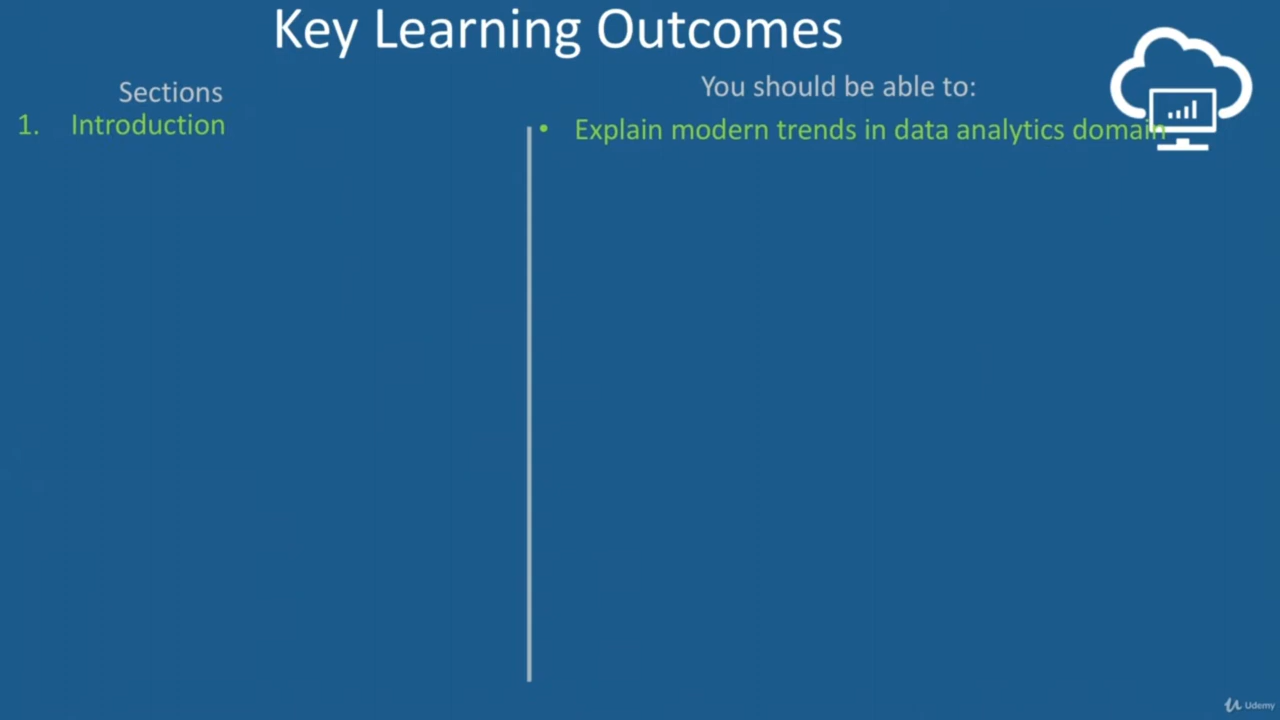 Key Learning Outcomes
Sections
You should be able to:
1. Introduction
• Explain modern trends in data analytics domain
Udemy